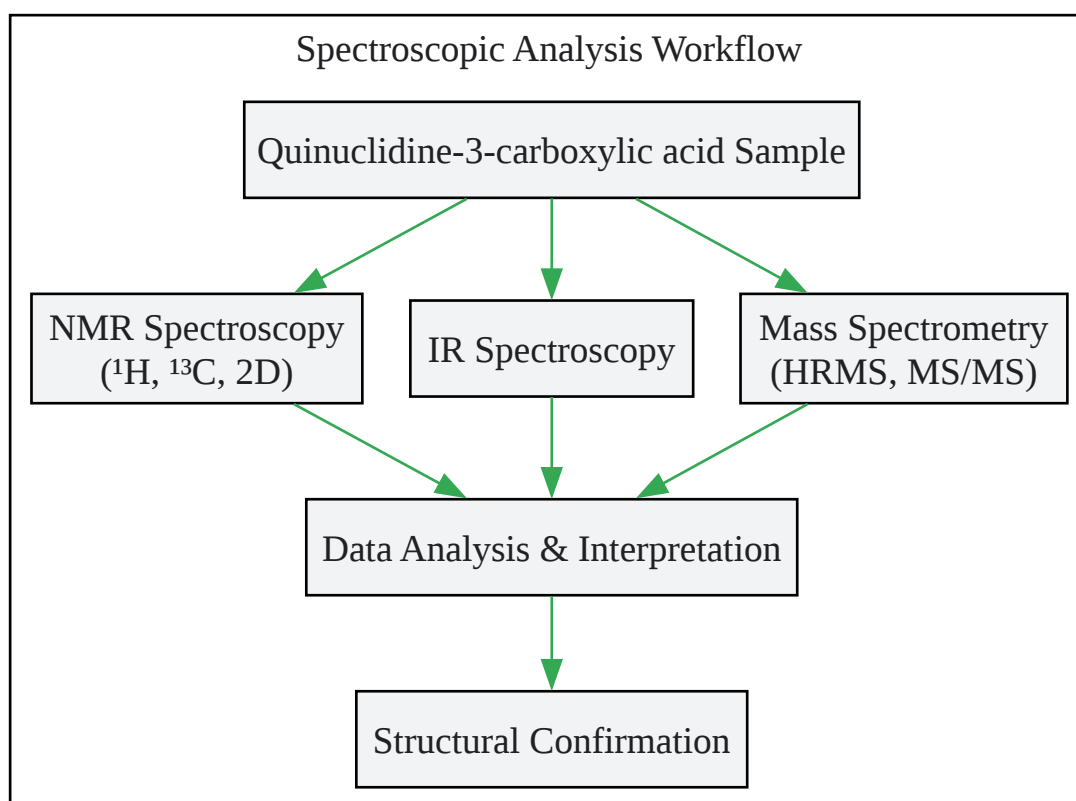 Spectroscopic Analysis Workflow
Quinuclidine-3-carboxylic acid Sample
NMR Spectroscopy
(¹H, ¹³C, 2D)
IR Spectroscopy
Mass Spectrometry
(HRMS, MS/MS)
Data Analysis & Interpretation
Structural Confirmation